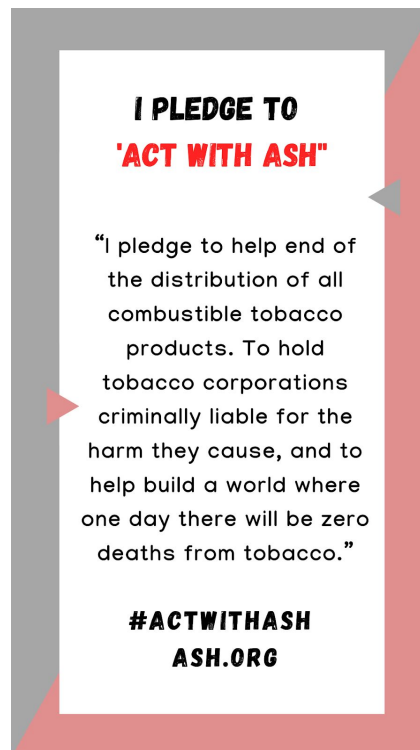 I PLEDGE TO
'ACT WITH ASH"
“I pledge to help end of
the distribution of all
combustible tobacco
products. To hold
tobacco corporations
criminally liable for the
harm they cause, and to
help build a world where
one day there will be zero
deaths from tobacco.”
#ACTWITHASH
ASH.ORG